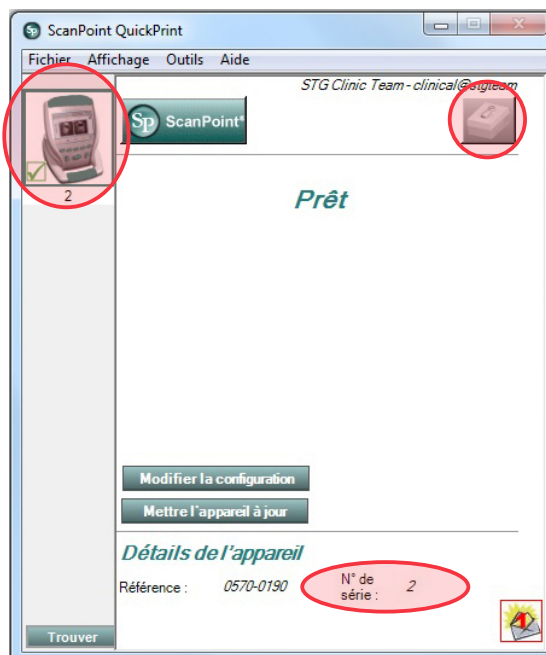 ScanPoint QuickPrint
Fichier Affichage Outils Aide
STG Clinic Team - clinical@stgteam
Sp ScanPoint*
2
Prêt
Modifier la configuration
Mettre l'appareil à jour
Détails de l'appareil
Référence : 0570-0190 N° de série : 2
Trouver